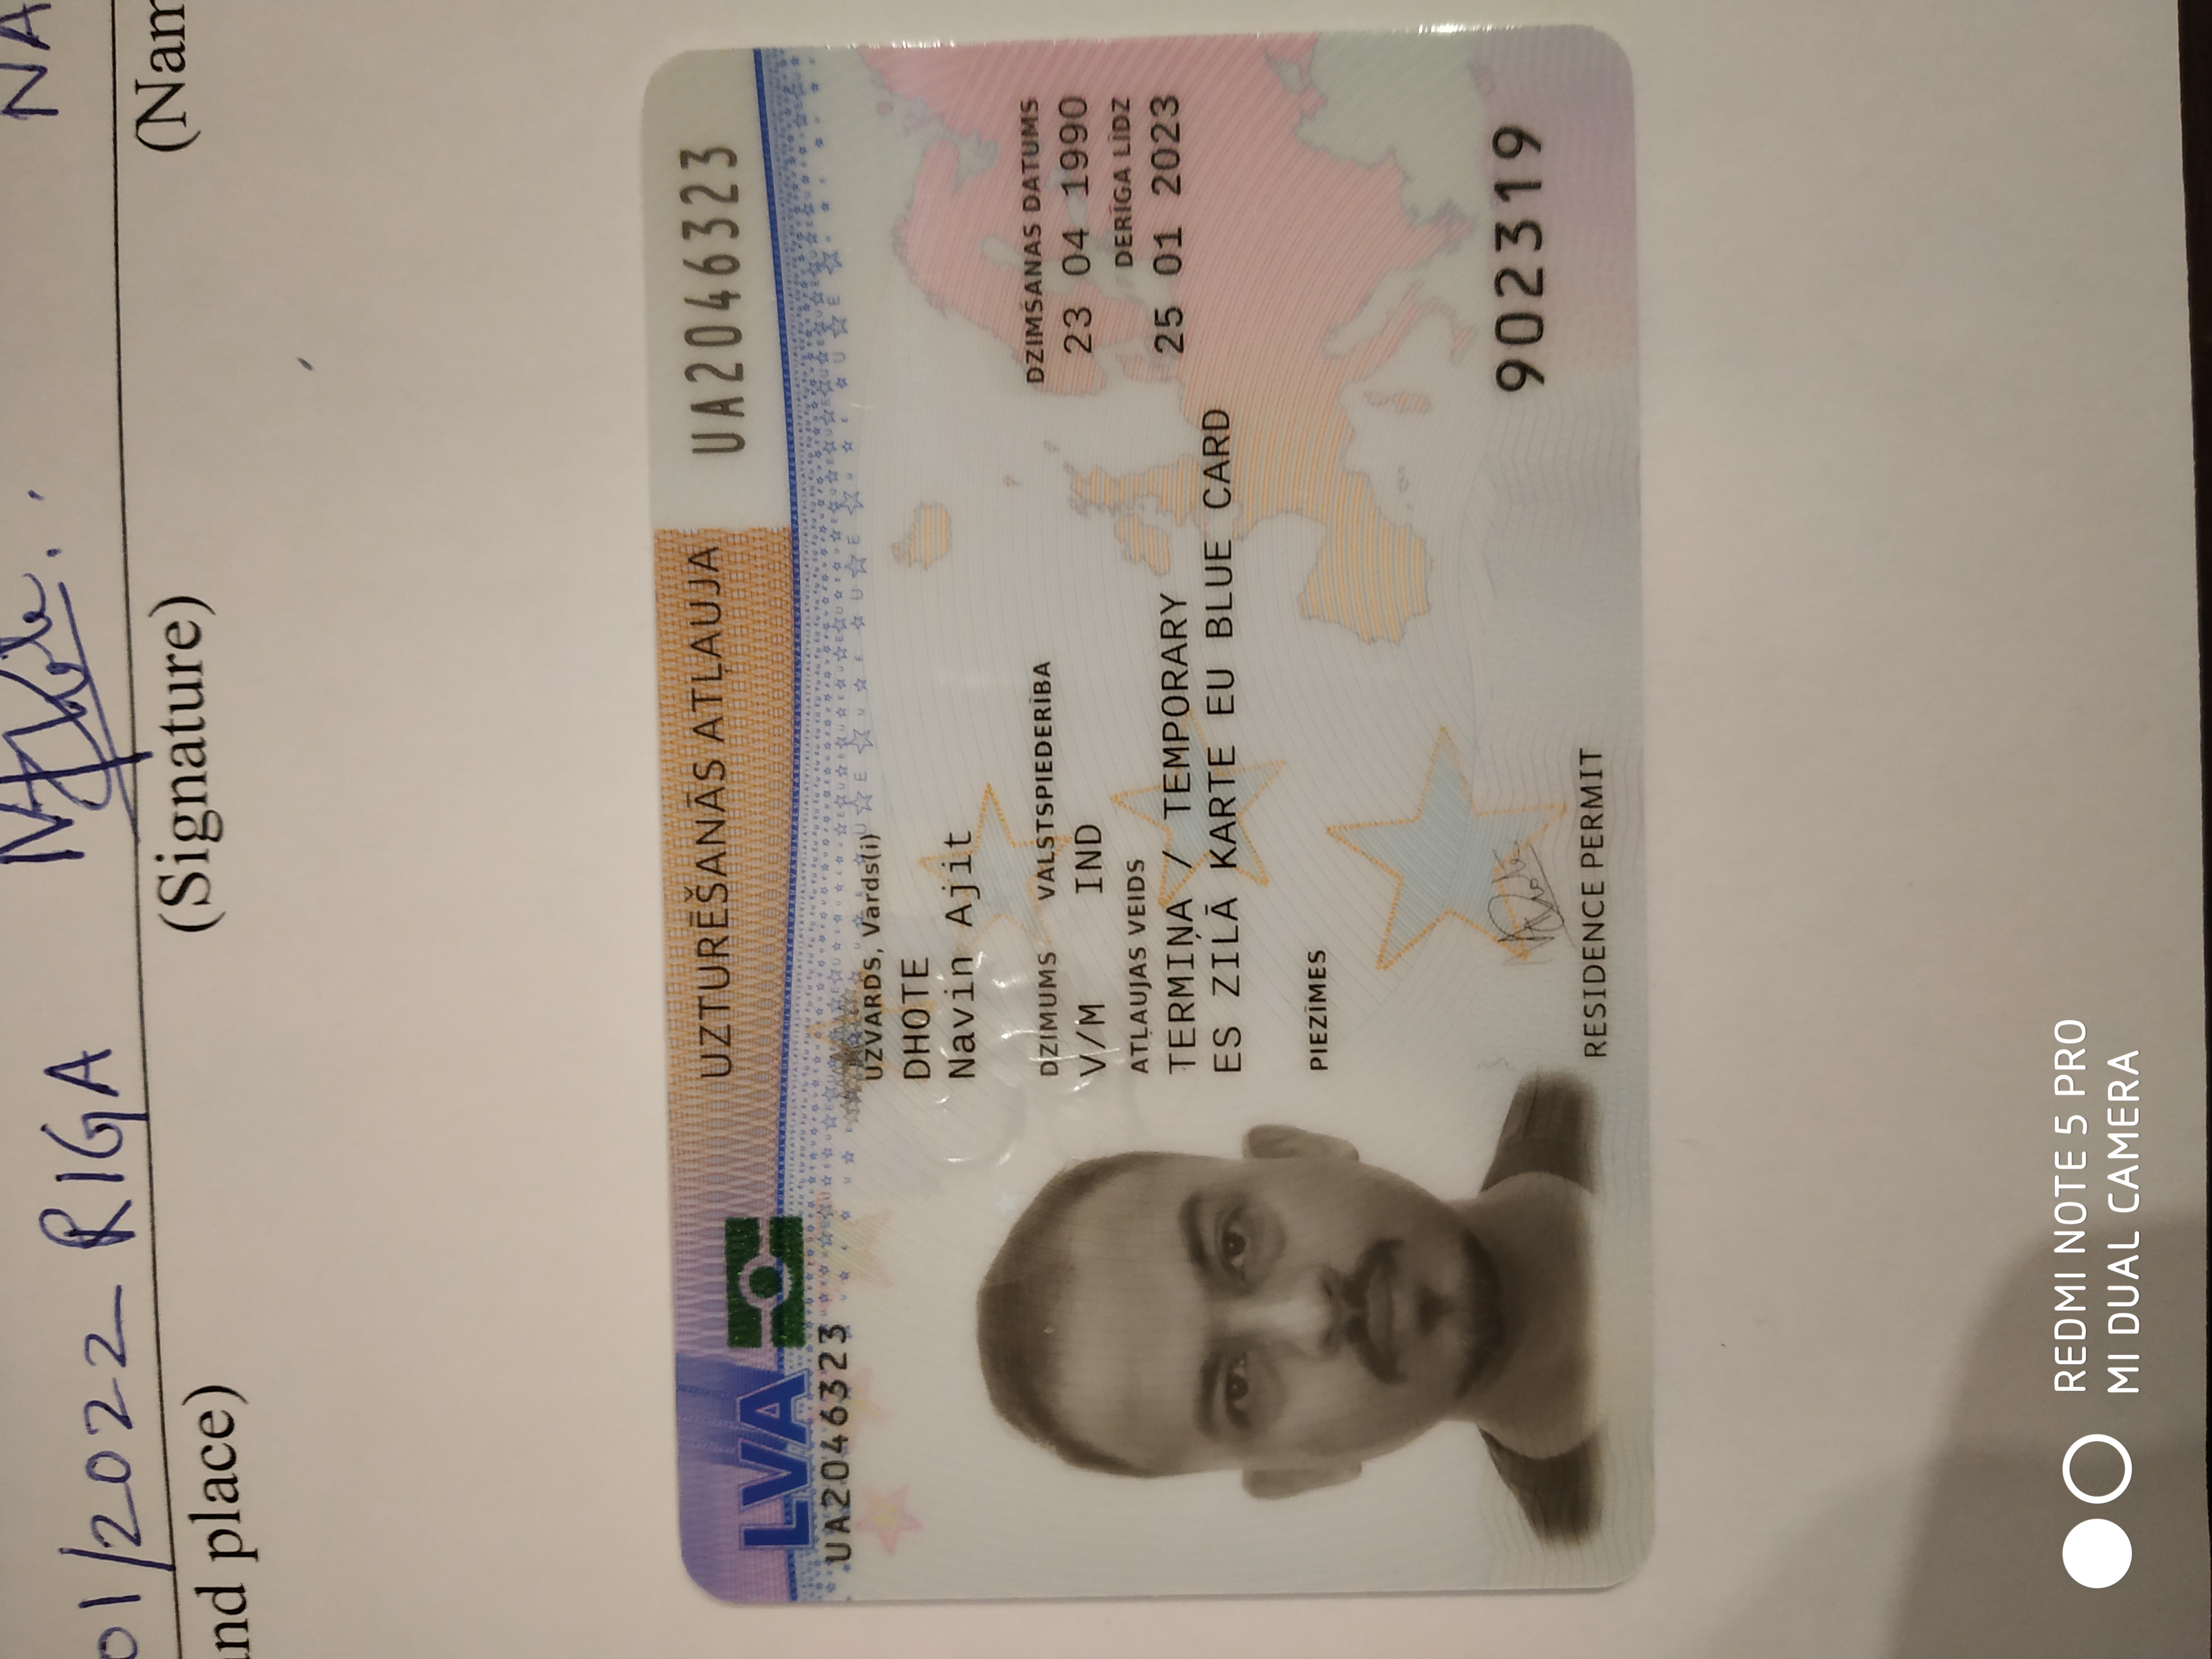 01/2022 RIGA
NA
and place)
(Signature)
(Nam
UZTURĒŠANĀS ATĻAUJA
UA2046323
LVA
UA2046323
UZVĀRDS, Vārds(i)
DHOTE
Navin Ajit
DZIMUMS VALSTSPIEDERĪBA
DZIMŠANAS DATUMS
V/M IND
23 04 1990
ATĻAUJAS VEIDS
DERĪGA LĪDZ
TERMIŅA / TEMPORARY
25 01 2023
ES ZILĀ KARTE EU BLUE CARD
PIEZĪMES
902319
RESIDENCE PERMIT
REDMI NOTE 5 PRO
MI DUAL CAMERA